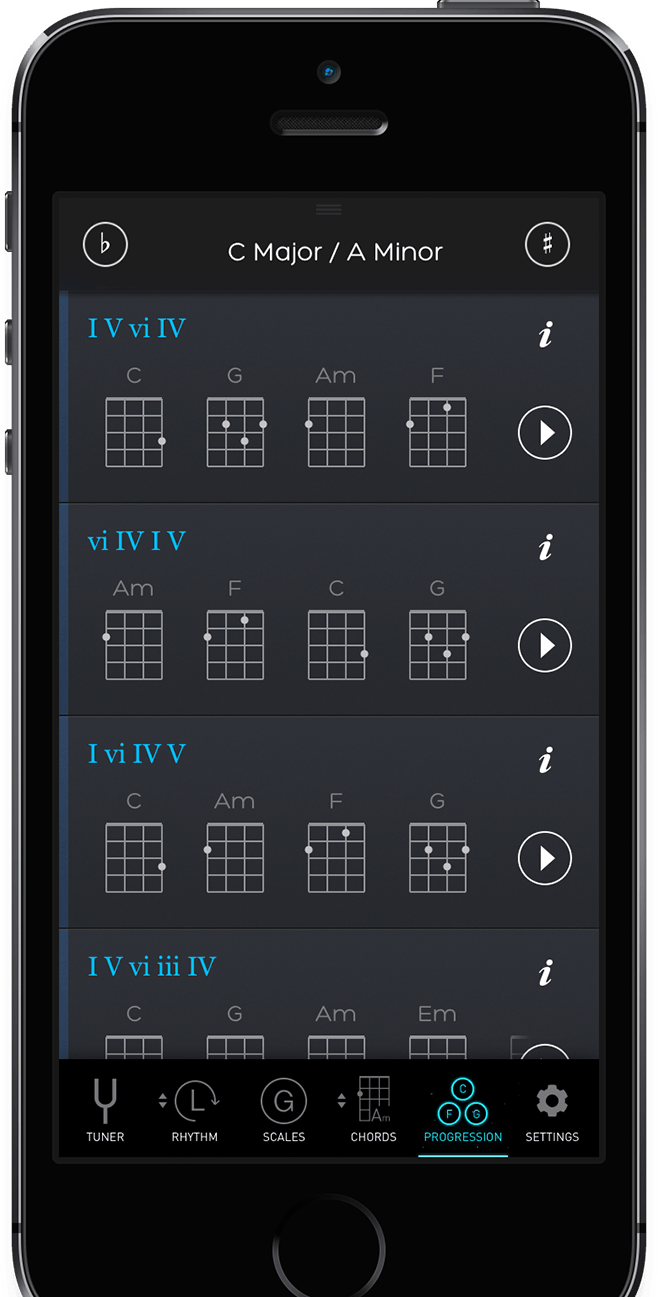 ♭ C Major / A Minor ♯
I V vi IV i
C G Am F
vi IV I V i
Am F C G
I vi IV V i
C Am F G
I V vi iii IV i
C G Am Em
C
L G Am F G
TUNER RHYTHM SCALES CHORDS PROGRESSION SETTINGS